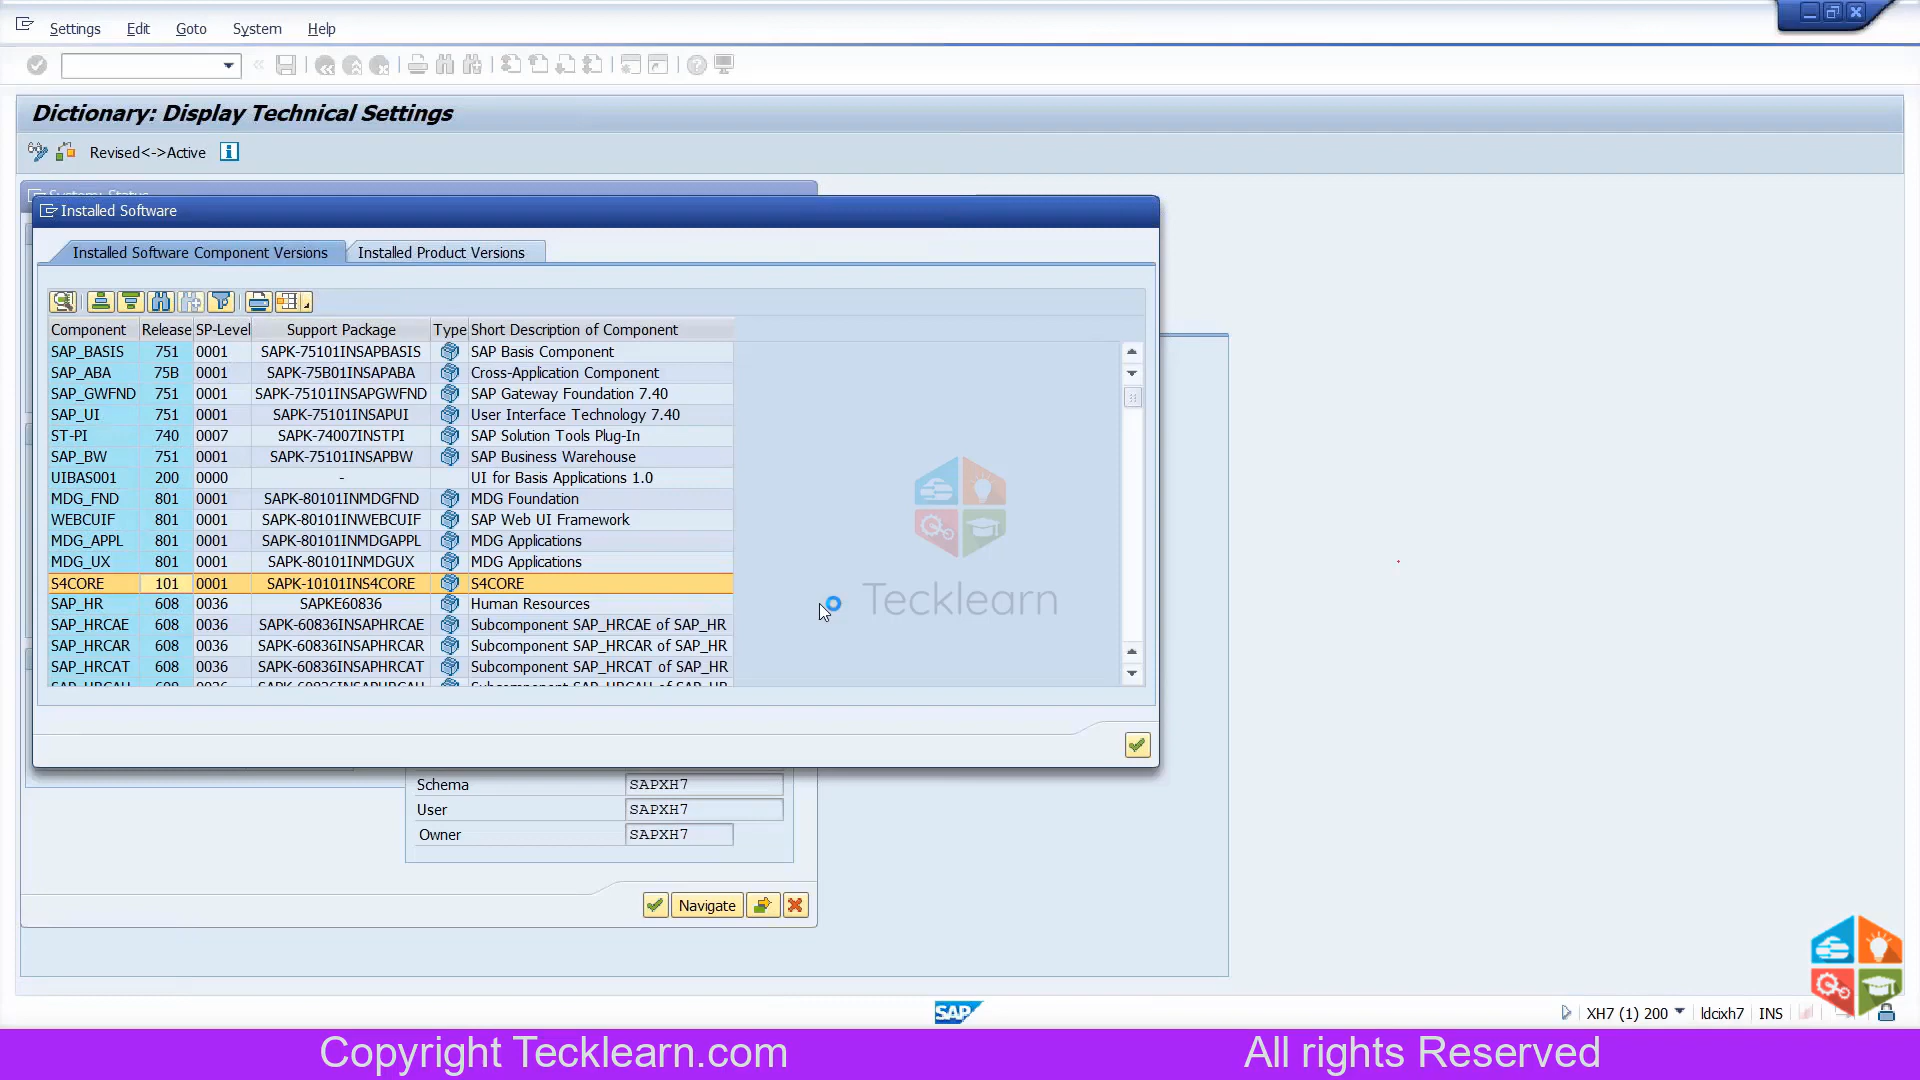 Settings Edit Goto System Help
Dictionary: Display Technical Settings
Revised<->Active
System: Status
Installed Software
Installed Software Component Versions Installed Product Versions
Component Release SP-Level Support Package Type Short Description of Component
SAP_BASIS 751 0001 SAPK-75101INSAPBASIS SAP Basis Component
SAP_ABA 75B 0001 SAPK-75B01INSAPABA Cross-Application Component
SAP_GWFND 751 0001 SAPK-75101INSAPGWFND SAP Gateway Foundation 7.40
SAP_UI 751 0001 SAPK-75101INSAPUI User Interface Technology 7.40
ST-PI 740 0007 SAPK-74007INSTPI SAP Solution Tools Plug-In
SAP_BW 751 0001 SAPK-75101INSAPBW SAP Business Warehouse
UIBAS001 200 0000 - UI for Basis Applications 1.0
MDG_FND 801 0001 SAPK-80101INMDGFND MDG Foundation
WEBCUIF 801 0001 SAPK-80101INWEBCUIF SAP Web UI Framework
MDG_APPL 801 0001 SAPK-80101INMDGAPPL MDG Applications
MDG_UX 801 0001 SAPK-80101INMDGUX MDG Applications
S4CORE 101 0001 SAPK-10101INS4CORE S4CORE
SAP_HR 608 0036 SAPKE60836 Human Resources
SAP_HRCAE 608 0036 SAPK-60836INSAPHRCAE Subcomponent SAP_HRCAE of SAP_HR
SAP_HRCAR 608 0036 SAPK-60836INSAPHRCAR Subcomponent SAP_HRCAR of SAP_HR
SAP_HRCAT 608 0036 SAPK-60836INSAPHRCAT Subcomponent SAP_HRCAT of SAP_HR
Tecklearn
Schema SAPXH7
User SAPXH7
Owner SAPXH7
Navigate
SAP XH7 (1) 200 ldcixh7 INS
Copyright Tecklearn.com All rights Reserved